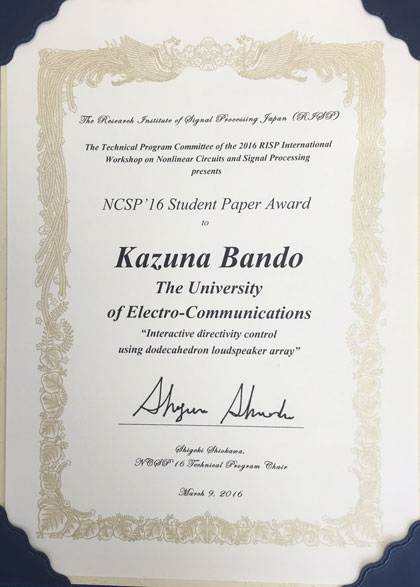 The Research Institute of Signal Processing Japan (RISP)
The Technical Program Committee of the 2016 RISP International
Workshop on Nonlinear Circuits and Signal Processing
presents
NCSP'16 Student Paper Award
to
Kazuna Bando
The University
of Electro-Communications
“Interactive directivity control
using dodecahedron loudspeaker array”
Shigeki Shiokawa,
NCSP'16 Technical Program Chair
March 9, 2016